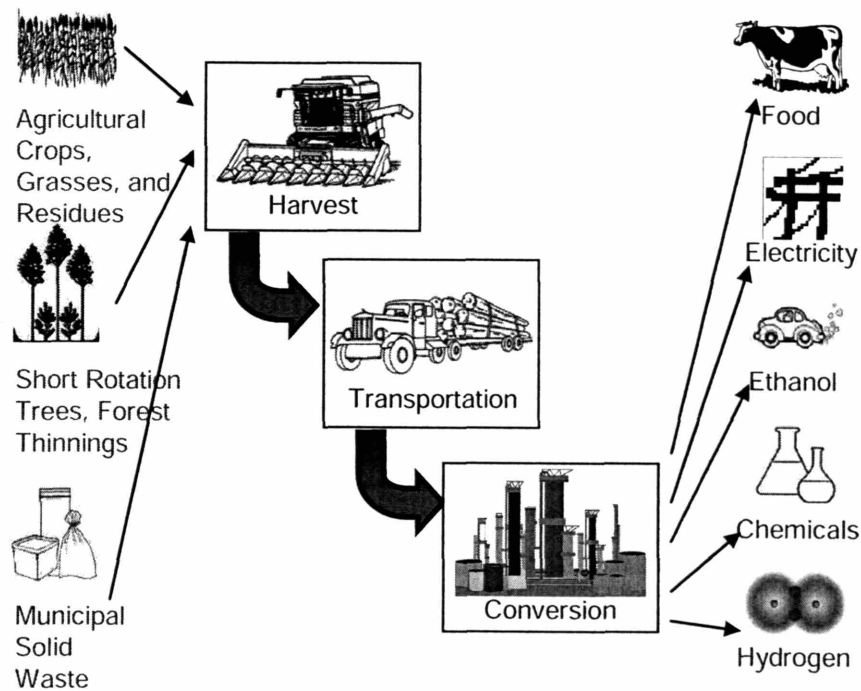 Agricultural
Crops,
Grasses, and
Residues
Short Rotation
Trees, Forest
Thinnings
Municipal
Solid
Waste
Harvest
Transportation
Conversion
Food
Electricity
Ethanol
Chemicals
Hydrogen